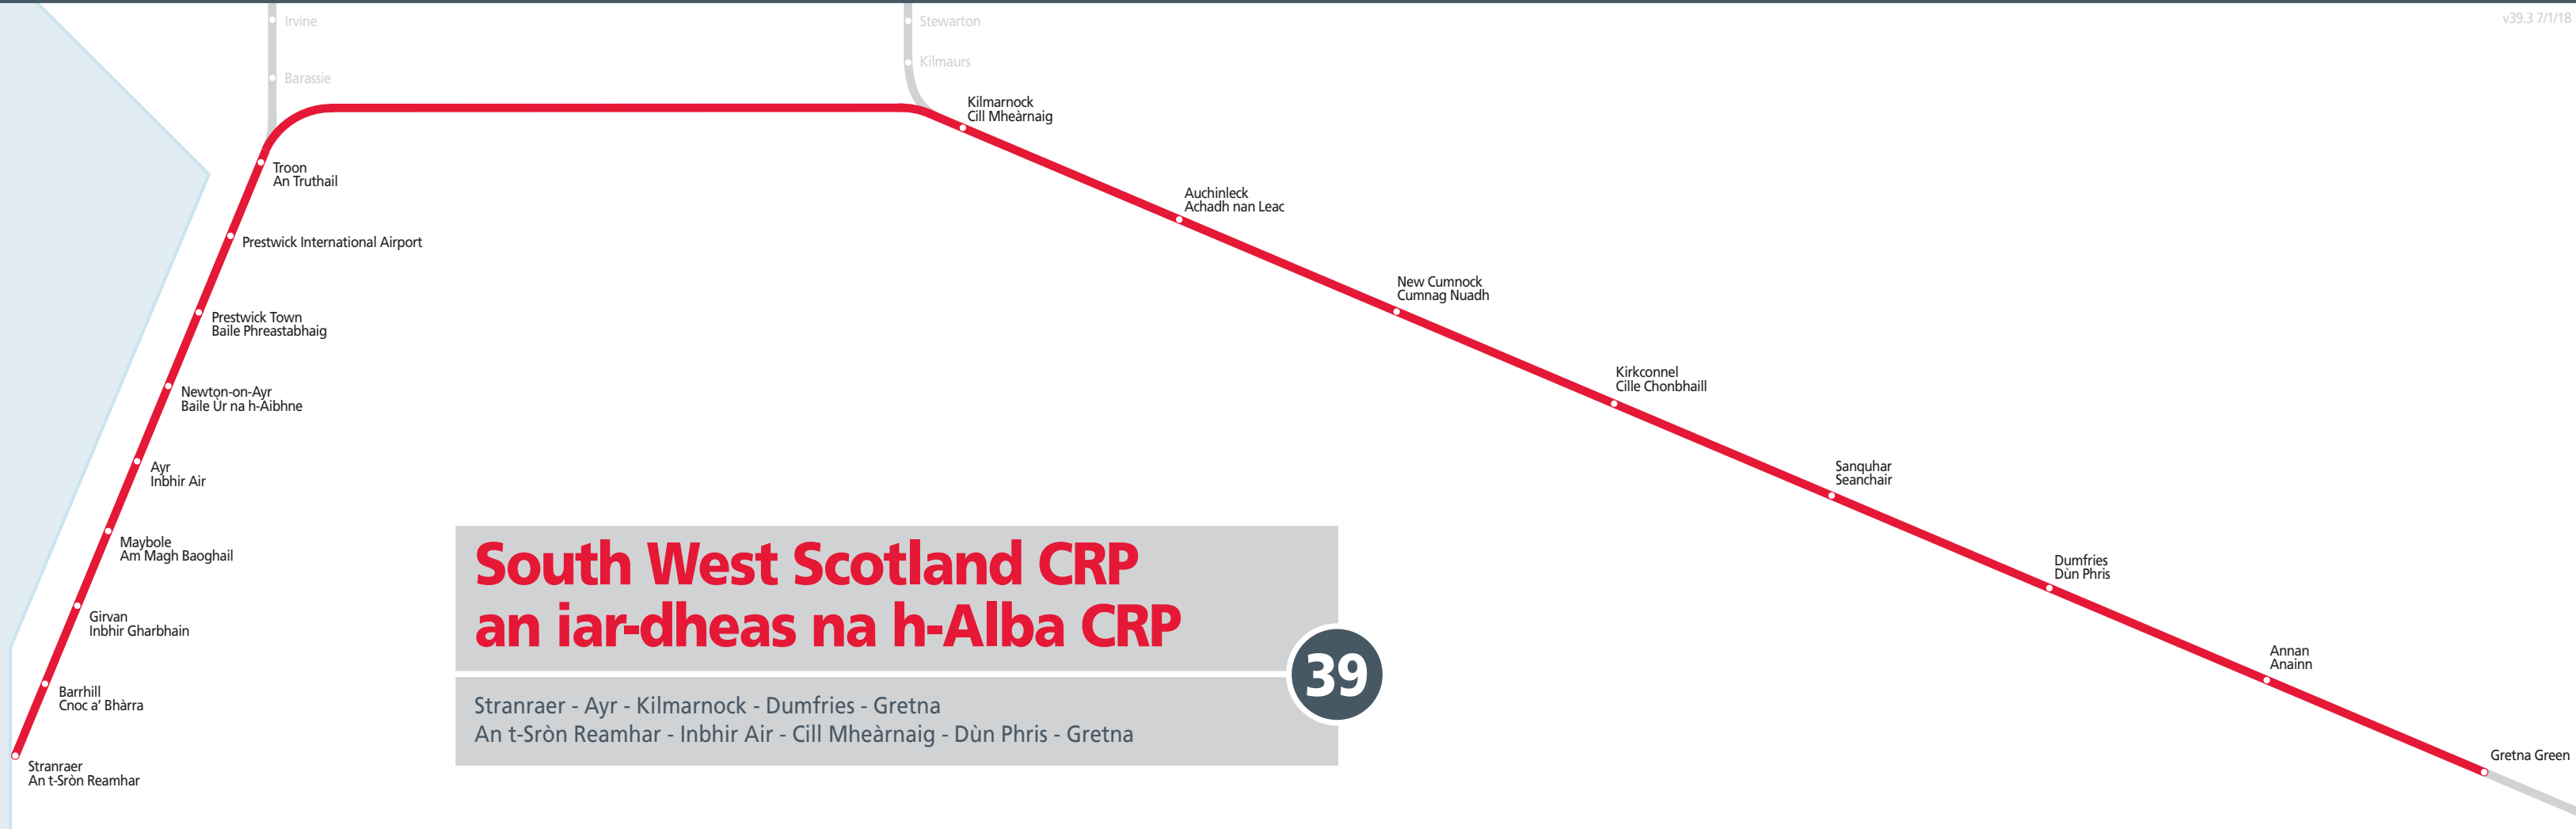 Irvine
Barassie
Stewarton
Kilmaurs
v39.3 7/1/18
Kilmarnock
Cill Mheàrnaig
Troon
An Truthail
Auchinleck
Achadh nan Leac
Prestwick International Airport
New Cumnock
Cumnag Nuadh
Prestwick Town
Baile Phreastabhaig
Kirkconnel
Cille Chonbhaill
Newton-on-Ayr
Baile Ùr na h-Aibhne
Ayr
Inbhir Air
Sanquhar
Seanchair
Maybole
Am Magh Baoghail
Dumfries
Dùn Phris
Girvan
Inbhir Gharbhain
Annan
Anainn
Barrhill
Cnoc a’ Bhàrra
Gretna Green
Stranraer
An t-Sròn Reamhar
South West Scotland CRP
an iar-dheas na h-Alba CRP
39
Stranraer - Ayr - Kilmarnock - Dumfries - Gretna
An t-Sròn Reamhar - Inbhir Air - Cill Mheàrnaig - Dùn Phris - Gretna